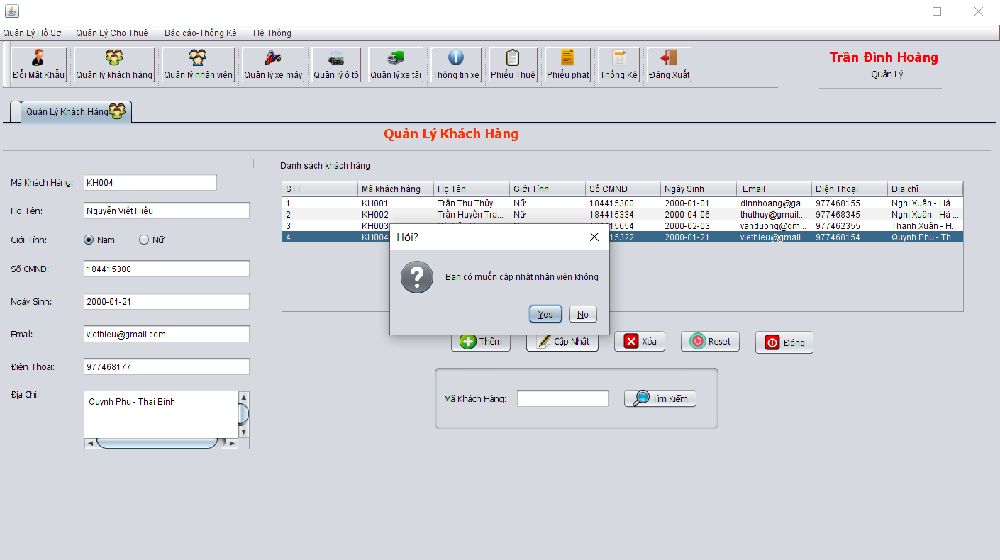 Quản Lý Hồ Sơ Quản Lý Cho Thuê Báo cáo-Thống Kê Hệ Thống
Đổi Mật Khẩu Quản lý khách hàng Quản lý nhân viên Quản lý xe máy Quản lý ô tô Quản lý xe tải Thông tin xe Phiếu Thuê Phiếu phạt Thống Kê Đăng Xuất
Trần Đình Hoàng
Quản Lý
Quản Lý Khách Hàng
Quản Lý Khách Hàng
Mã Khách Hàng: KH004
Họ Tên: Nguyễn Viết Hiếu
Giới Tính: Nam Nữ
Số CMND: 184415388
Ngày Sinh: 2000-01-21
Email: viethieu@gmail.com
Điện Thoại: 977468177
Địa Chỉ: Quynh Phu - Thai Binh
Danh sách khách hàng
STT Mã khách hàng Họ Tên Giới Tính Số CMND Ngày Sinh Email Điện Thoại Địa chỉ
1 KH001 Trần Thu Thủy ... Nữ 184415300 2000-01-01 dinnhoang@ga... 977468155 Nghi Xuân - Hà ...
2 KH002 Trần Huyền Tra... Nữ 184415334 2000-04-06 thuthuy@gmail.... 977468345 Nghi Xuân - Hà ...
3 KH003 184415654 2000-02-03 vanduong@gm... 977462355 Thanh Xuân - H...
4 KH004 15322 2000-01-21 viethieu@gmail... 977468154 Quynh Phu - Th...
Hỏi?
Bạn có muốn cập nhật nhân viên không
Yes No
Thêm Cập Nhật Xóa Reset Đóng
Mã Khách Hàng: Tìm Kiếm